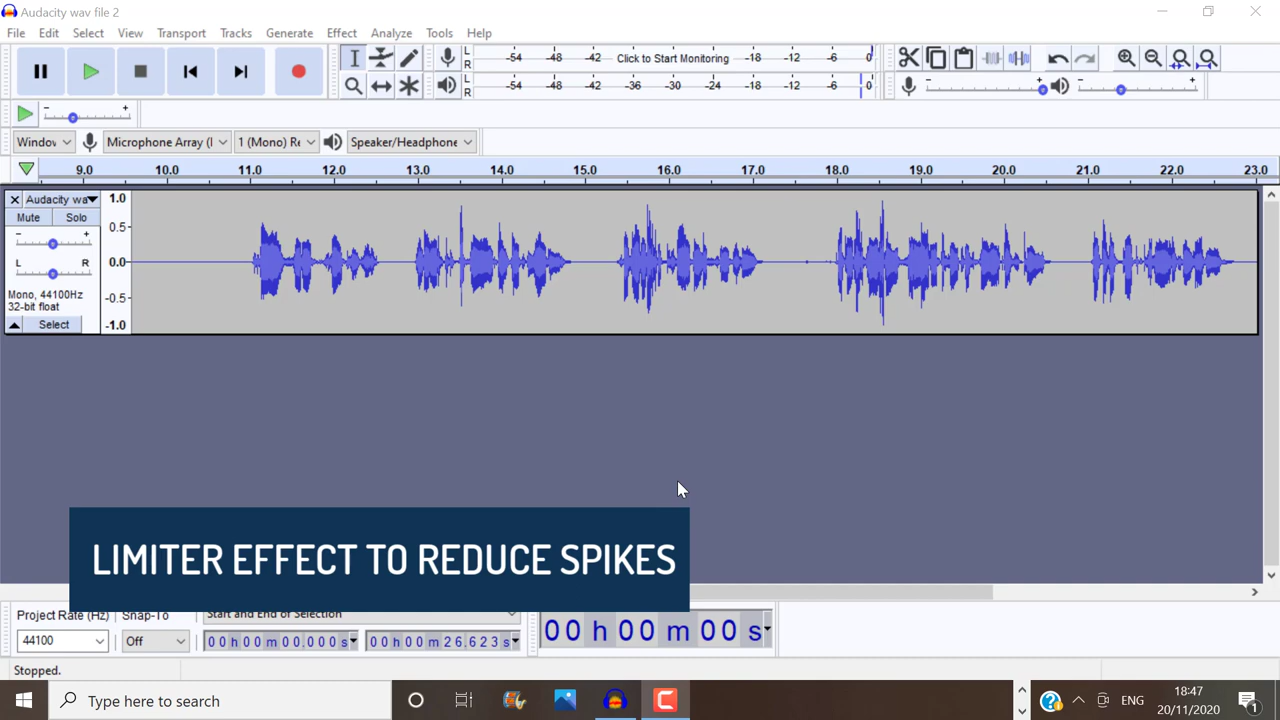 Audacity wav file 2
File Edit Select View Transport Tracks Generate Effect Analyze Tools Help
L R -54 -48 -42 Click to Start Monitoring -18 -12 -6 0
L R -54 -48 -42 -36 -30 -24 -18 -12 -6 0
- + - +
- +
Window Microphone Array (I 1 (Mono) Re Speaker/Headphone
9.0 10.0 11.0 12.0 13.0 14.0 15.0 16.0 17.0 18.0 19.0 20.0 21.0 22.0 23.0
Audacity wa 1.0
Mute Solo
0.5
- +
L R 0.0
Mono, 44100Hz
32-bit float -0.5
Select -1.0
LIMITER EFFECT TO REDUCE SPIKES
Project Rate (Hz) Snap-To Start and End of Selection
44100 Off 00h00m00.000s 00h00m26.623s 00h00m00s
Stopped.
Type here to search
ENG 18:47
20/11/2020 1